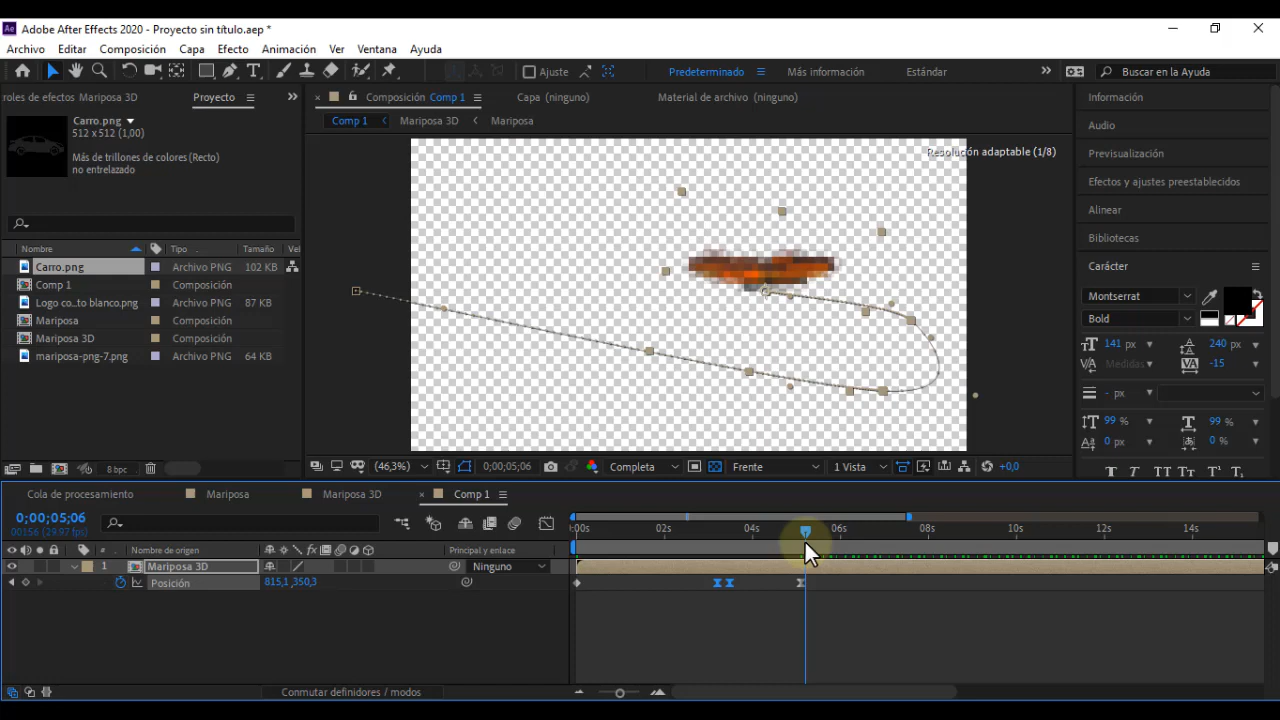 Adobe After Effects 2020 - Proyecto sin título.aep *
Archivo Editar Composición Capa Efecto Animación Ver Ventana Ayuda
Ajuste Predeterminado Más información Estándar Buscar en la Ayuda
roles de efectos Mariposa 3D Proyecto
Composición Comp 1 Capa (ninguno) Material de archivo (ninguno)
Comp 1 Mariposa 3D Mariposa
Carro.png
512 x 512 (1,00)
Más de trillones de colores (Recto)
no entrelazado
Resolución adaptable (1/8)
Nombre Tipo Tamaño Vel
Carro.png Archivo PNG 102 KB
Comp 1 Composición
Logo co...to blanco.png Archivo PNG 87 KB
Mariposa Composición
Mariposa 3D Composición
mariposa-png-7.png Archivo PNG 64 KB
8 bpc
(46,3%) 0;00;05;06 Completa Frente 1 Vista +0,0
Información
Audio
Previsualización
Efectos y ajustes preestablecidos
Alinear
Bibliotecas
Carácter
Montserrat
Bold
141 px 240 px
Medidas -15
- px
99 % 99 %
0 px 0 %
T T TT Tt T' T,
Cola de procesamiento Mariposa Mariposa 3D Comp 1
0;00;05;06
00156 (29.97 fps)
:00s 02s 04s 06s 08s 10s 12s 14s
# Nombre de origen fx Principal y enlace
1 Mariposa 3D Ninguno
Posición 815,1 ,350,3
Conmutar definidores / modos